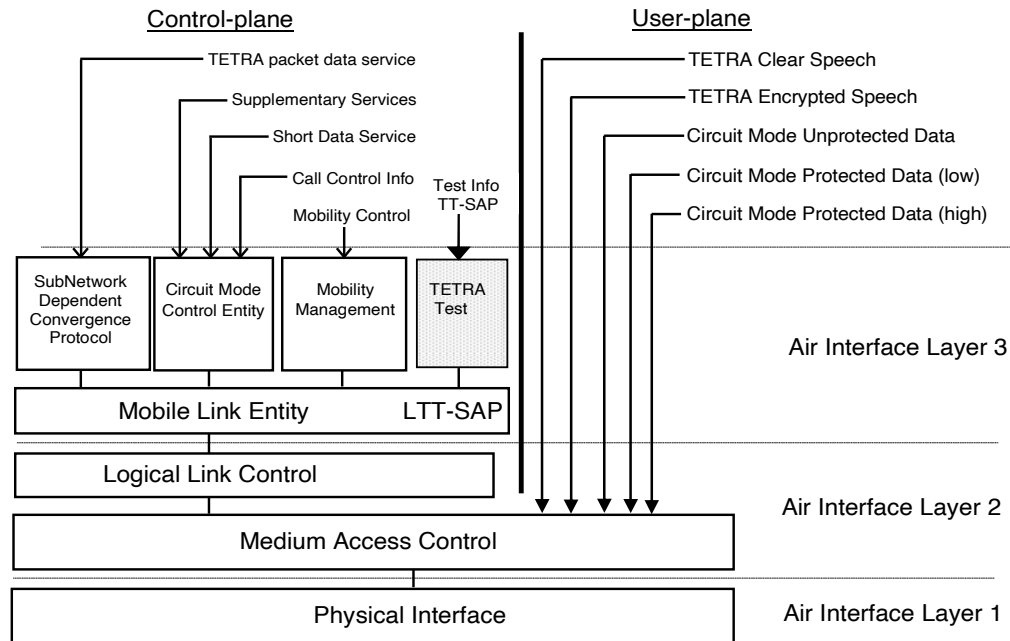 Control-plane
User-plane
TETRA packet data service
TETRA Clear Speech
Supplementary Services
TETRA Encrypted Speech
Short Data Service
Circuit Mode Unprotected Data
Call Control Info
Test Info
TT-SAP
Circuit Mode Protected Data (low)
Mobility Control
Circuit Mode Protected Data (high)
SubNetwork
Dependent
Convergence
Protocol
Circuit Mode
Control Entity
Mobility
Management
TETRA
Test
Air Interface Layer 3
Mobile Link Entity
LTT-SAP
Logical Link Control
Air Interface Layer 2
Medium Access Control
Physical Interface
Air Interface Layer 1